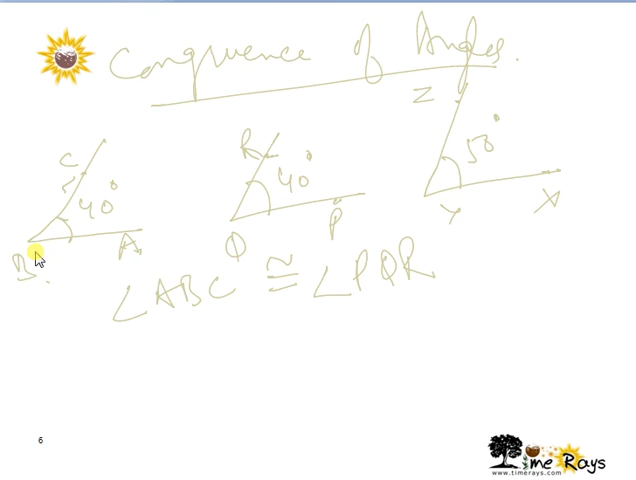 Congruence of Angles.
C 40° B. A
R 40° Q P
Z 50° Y X
∠ABC ≅ ∠PQR
6
Time Rays
www.timerays.com